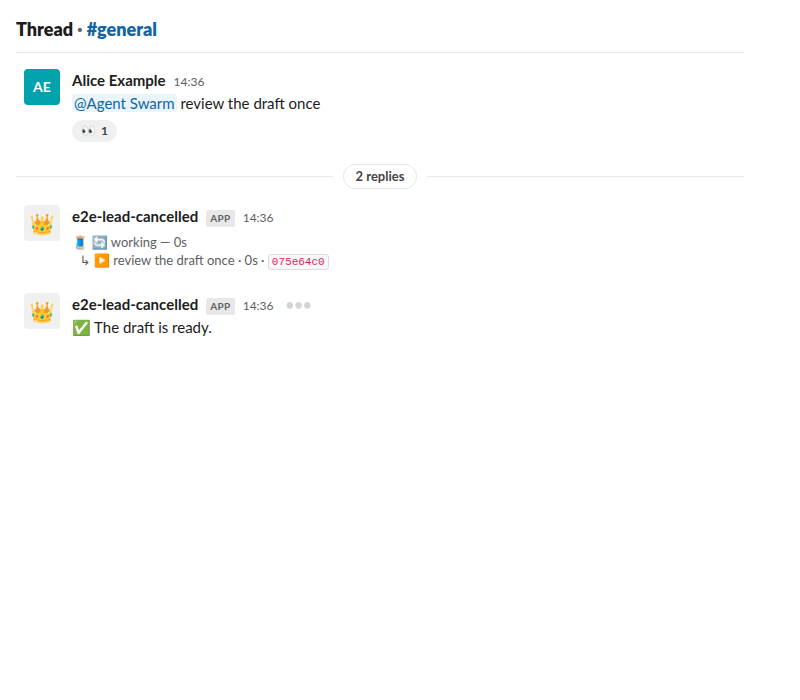 Thread • #general
AE
Alice Example 14:36
@Agent Swarm review the draft once
👀 1
2 replies
e2e-lead-cancelled APP 14:36
🧵 🔄 working — 0s
↳ ▶️ review the draft once · 0s · 075e64c0
e2e-lead-cancelled APP 14:36
✅ The draft is ready.